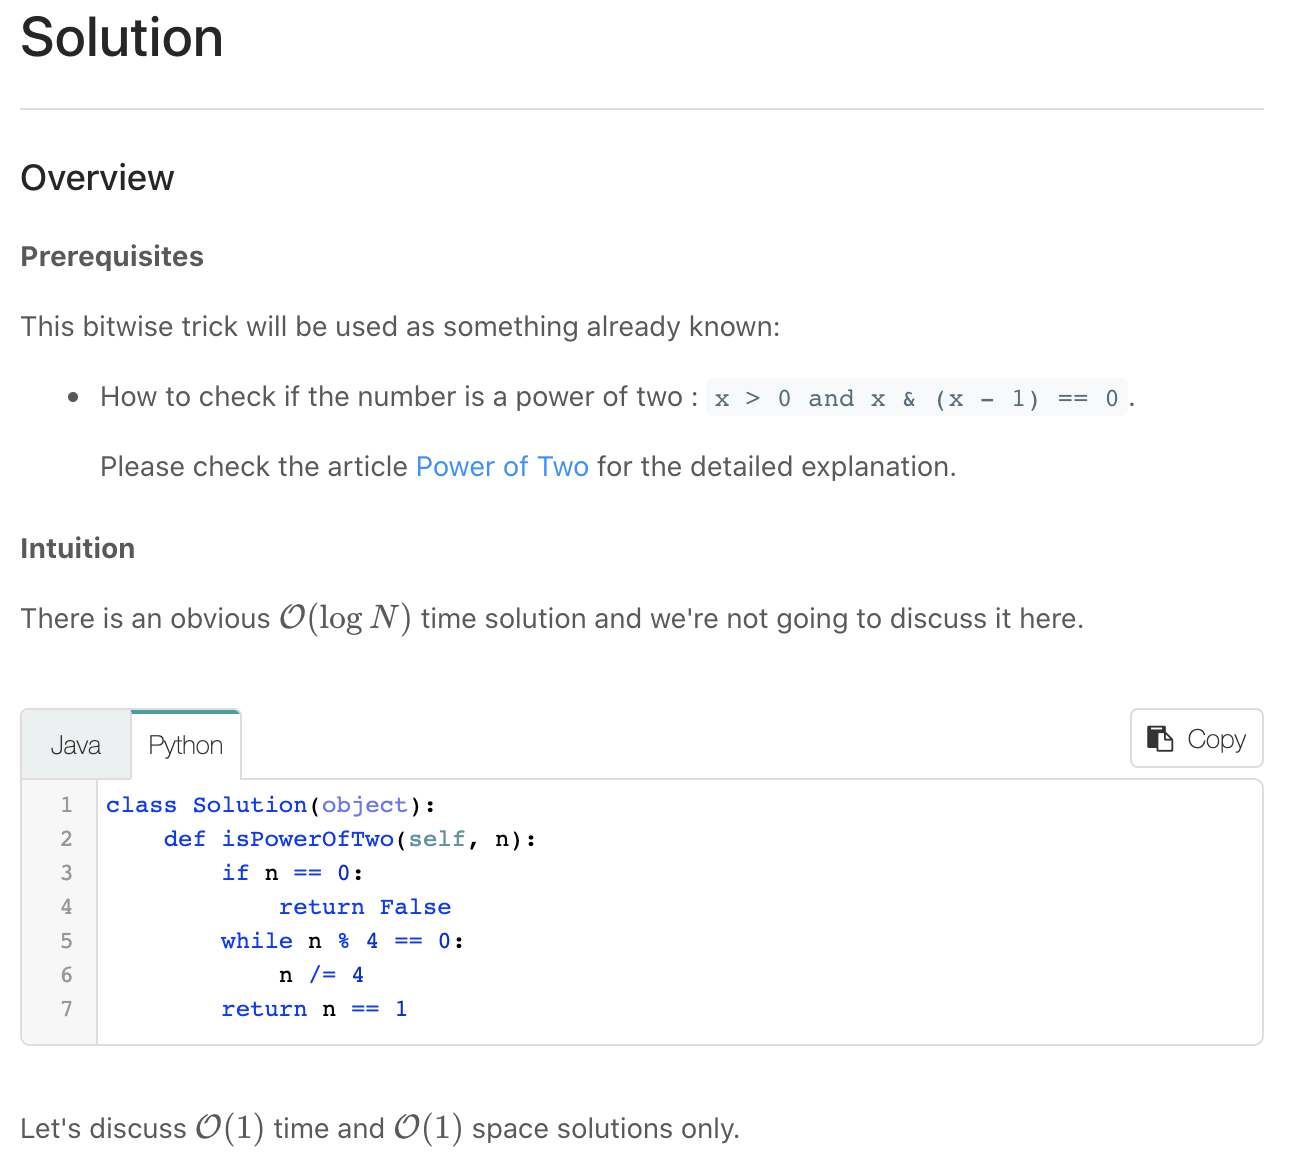 Solution
Overview
Prerequisites
This bitwise trick will be used as something already known:
• How to check if the number is a power of two : x > 0 and x & (x - 1) == 0.
Please check the article Power of Two for the detailed explanation.
Intuition
There is an obvious O(log N) time solution and we're not going to discuss it here.
Java Python Copy
1 class Solution(object):
2     def isPowerOfTwo(self, n):
3         if n == 0:
4             return False
5         while n % 4 == 0:
6             n /= 4
7         return n == 1
Let's discuss O(1) time and O(1) space solutions only.